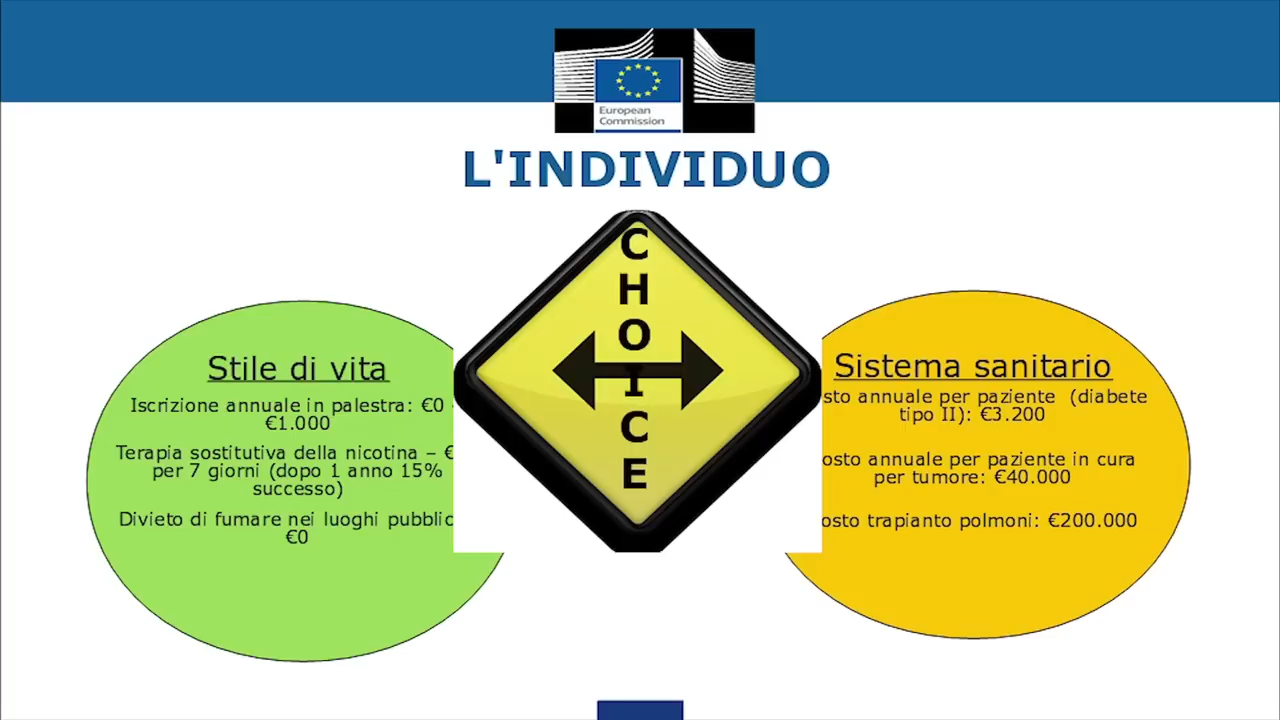 European
Commission
L'INDIVIDUO
CHOICE
Stile di vita
Iscrizione annuale in palestra: €0
€1.000
Terapia sostitutiva della nicotina – €
per 7 giorni (dopo 1 anno 15%
successo)
Divieto di fumare nei luoghi pubblic
€0
Sistema sanitario
sto annuale per paziente (diabete
tipo II): €3.200
osto annuale per paziente in cura
per tumore: €40.000
osto trapianto polmoni: €200.000